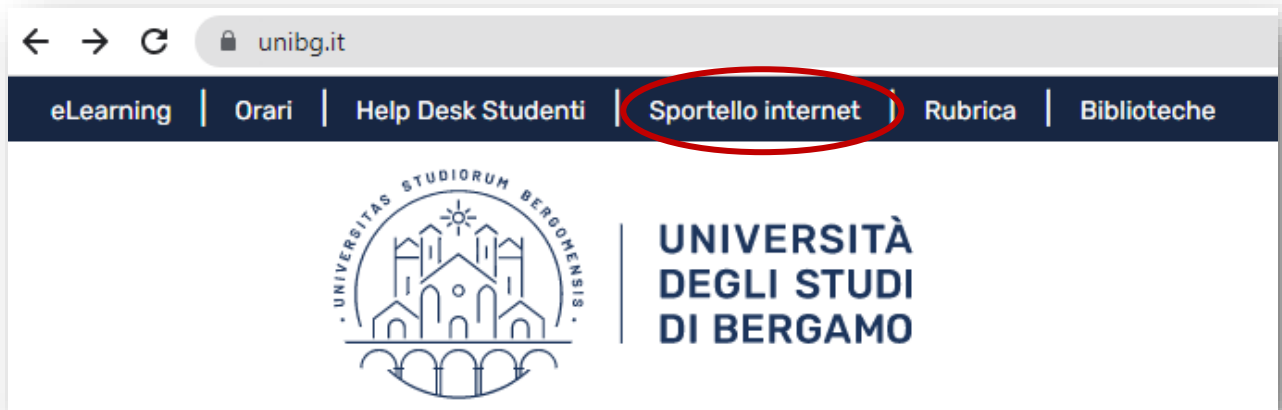 unibg.it
eLearning | Orari | Help Desk Studenti | Sportello internet | Rubrica | Biblioteche
· UNIVERSITAS STUDIORUM BERGOMENSIS ·
UNIVERSITÀ
DEGLI STUDI
DI BERGAMO